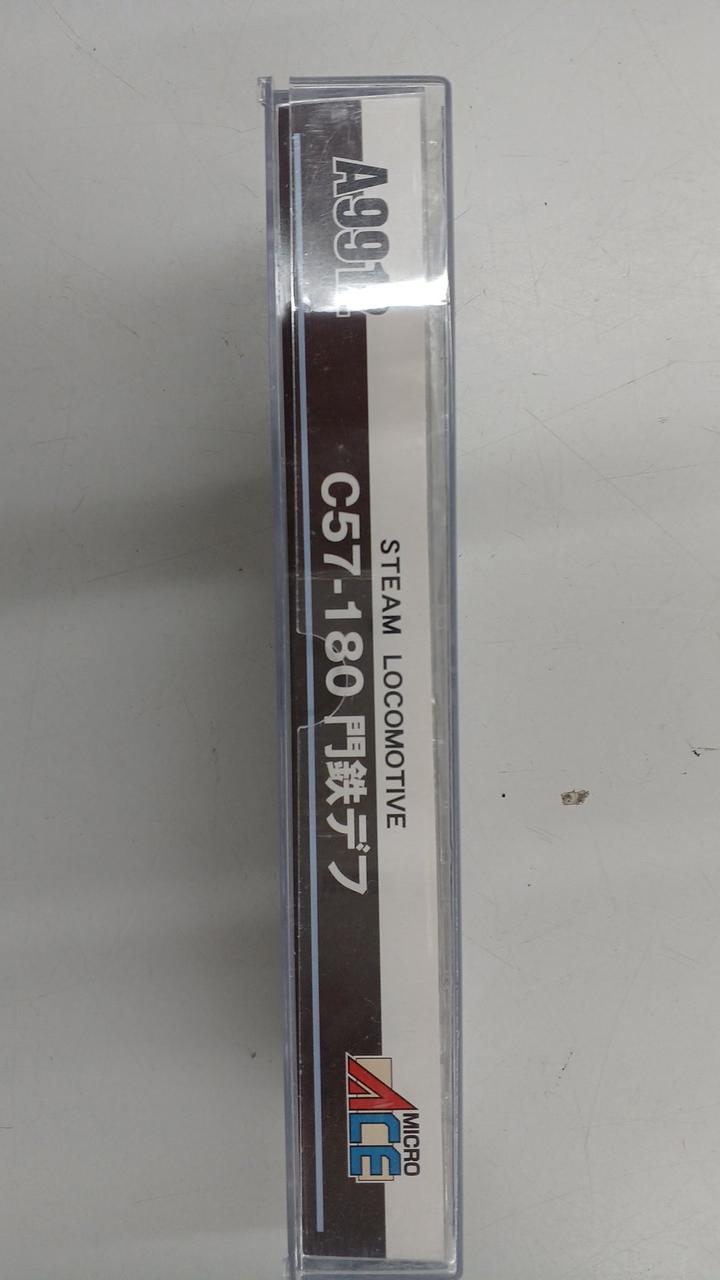 STEAM LOCOMOTIVE
C57-180 門鉄デフ
MICRO
ACE